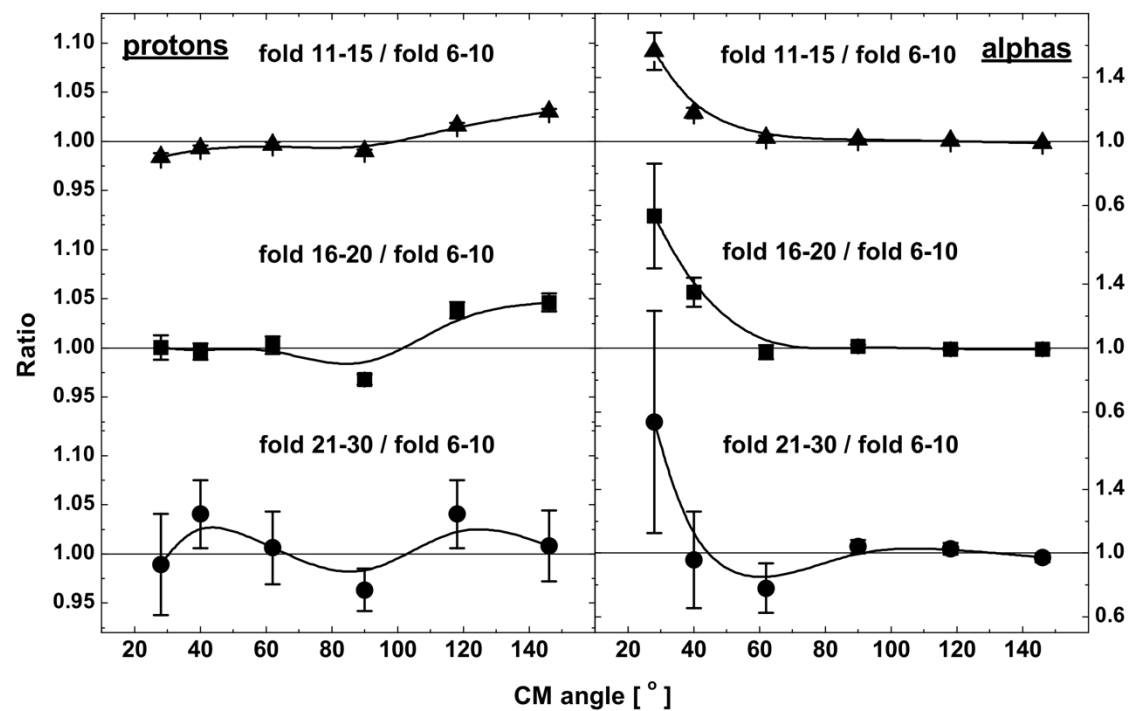 protons
fold 11-15 / fold 6-10
1.10
1.05
1.00
0.95
fold 16-20 / fold 6-10
1.10
1.05
1.00
0.95
fold 21-30 / fold 6-10
1.10
1.05
1.00
0.95
Ratio
20 40 60 80 100 120 140
alphas
fold 11-15 / fold 6-10
1.4
1.0
0.6
fold 16-20 / fold 6-10
1.4
1.0
0.6
fold 21-30 / fold 6-10
1.4
1.0
0.6
20 40 60 80 100 120 140
CM angle [ ° ]